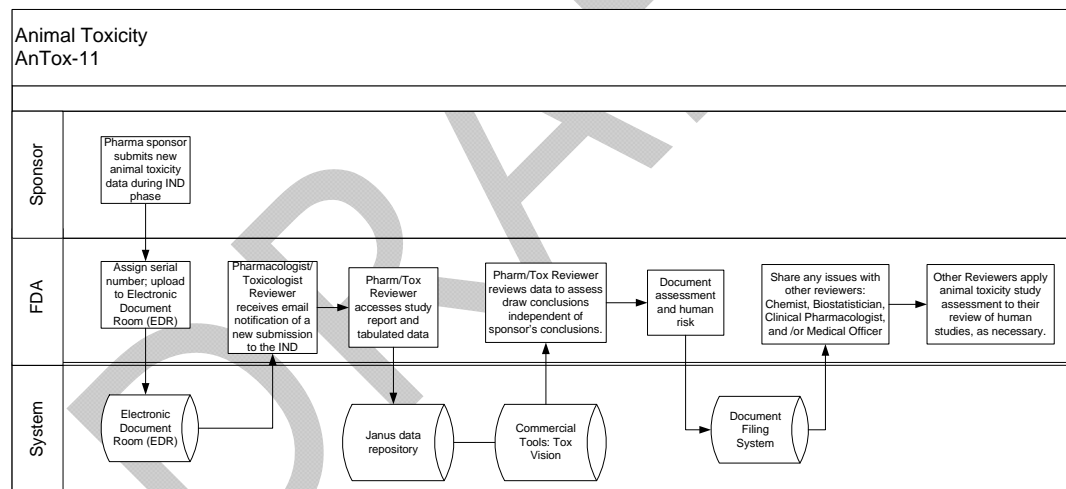 Animal Toxicity
AnTox-11
Sponsor
Pharma sponsor
submits new
animal toxicity
data during IND
phase
FDA
Assign serial
number; upload
to Electronic
Document
Room (EDR)
Pharmacologist/
Toxicologist
Reviewer
receives email
notification of a
new submission
to the IND
Pharm/Tox
Reviewer
accesses study
report and
tabulated data
Pharm/Tox Reviewer
reviews data to assess
draw conclusions
independent of
sponsor's conclusions.
Document
assessment
and human
risk
Share any issues with
other reviewers:
Chemist, Biostatistician,
Clinical Pharmacologist,
and /or Medical Officer
Other Reviewers apply
animal toxicity study
assessment to their
review of human
studies, as necessary.
System
Electronic
Document
Room (EDR)
Janus data
repository
Commercial
Tools: Tox
Vision
Document
Filing
System